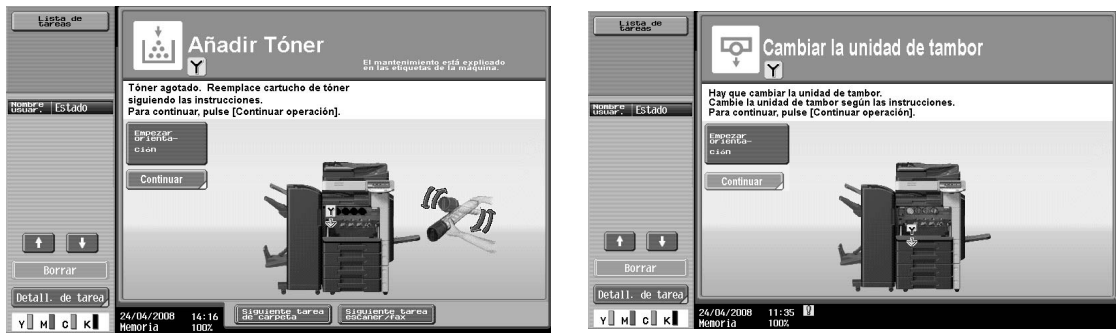 Lista de
tareas
Añadir Tóner
Y
El mantenimiento está explicado
en las etiquetas de la máquina.
Tóner agotado. Reemplace cartucho de tóner
siguiendo las instrucciones.
Para continuar, pulse [Continuar operación].
Nombre
usuar.
Estado
Empezar
orienta-
ción
Continuar
Y
Borrar
Detall. de tarea
Y M C K
24/04/2008 14:16
Memoria 100%
Siguiente tarea
de carpeta
Siguiente tarea
escáner/fax
Lista de
tareas
Cambiar la unidad de tambor
Y
Hay que cambiar la unidad de tambor.
Cambie la unidad de tambor según las instrucciones.
Para continuar, pulse [Continuar operación].
Nombre
usuar.
Estado
Empezar
orienta-
ción
Continuar
Y
Borrar
Detall. de tarea
Y M C K
24/04/2008 11:35
Memoria 100%